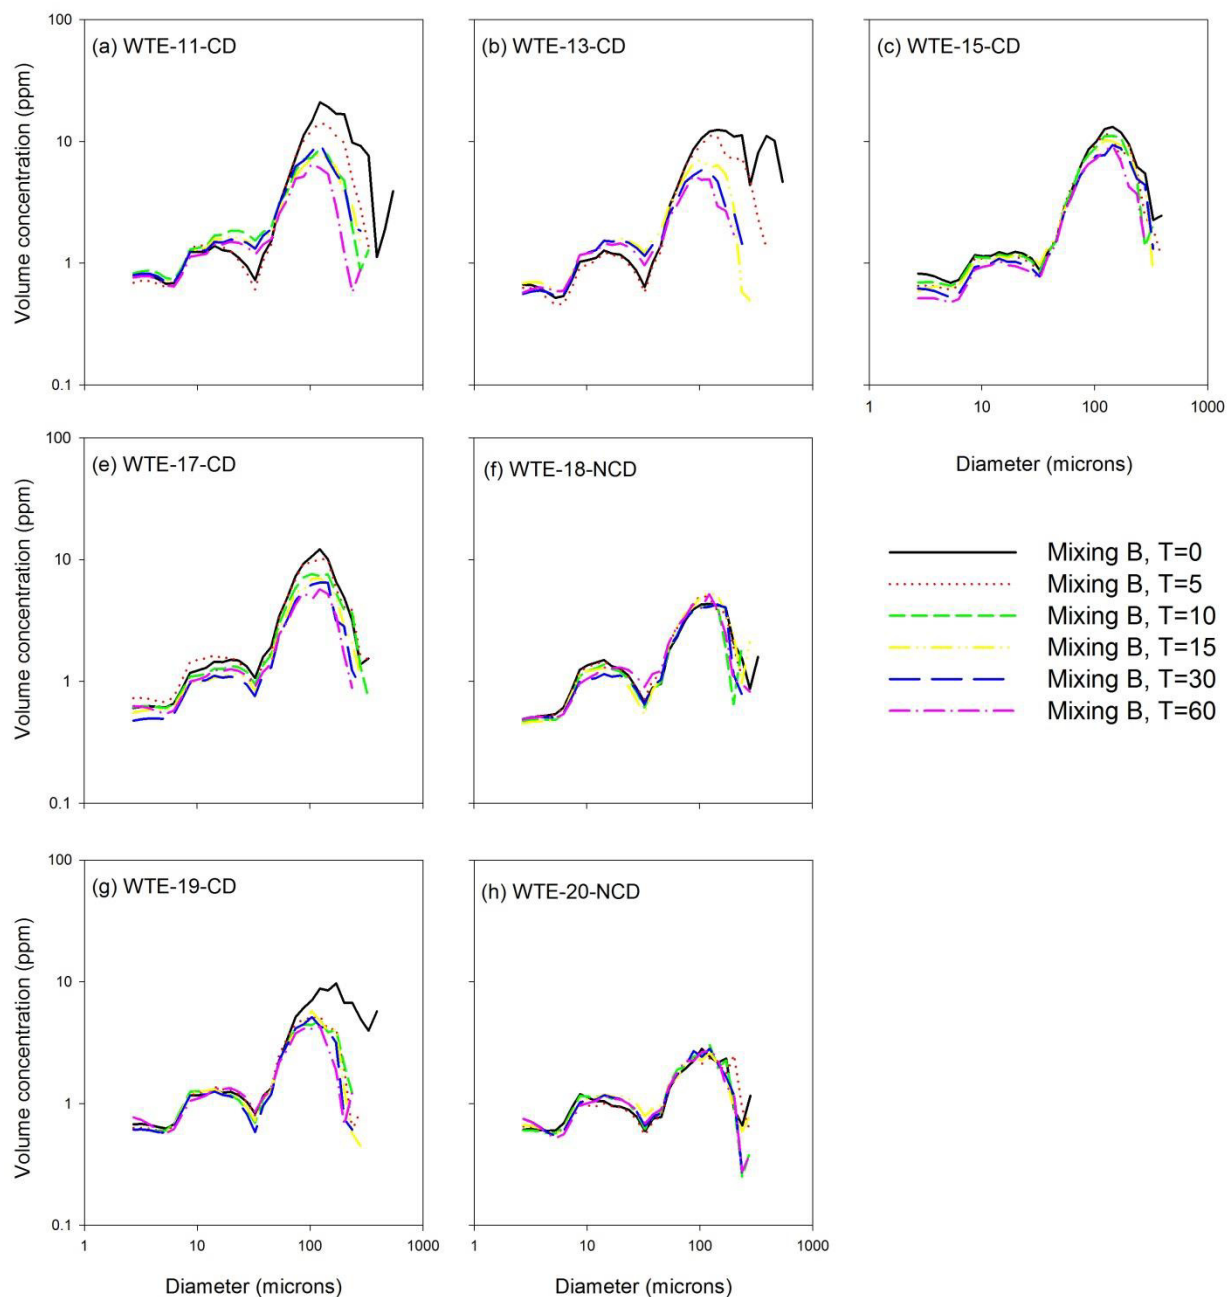 (a) WTE-11-CD
(b) WTE-13-CD
(c) WTE-15-CD
Volume concentration (ppm)
100
10
1
0.1
1
10
100
1000
Diameter (microns)
(e) WTE-17-CD
(f) WTE-18-NCD
Volume concentration (ppm)
100
10
1
0.1
Mixing B, T=0
Mixing B, T=5
Mixing B, T=10
Mixing B, T=15
Mixing B, T=30
Mixing B, T=60
(g) WTE-19-CD
(h) WTE-20-NCD
Volume concentration (ppm)
100
10
1
0.1
1
10
100
1000
1
10
100
1000
Diameter (microns)
Diameter (microns)